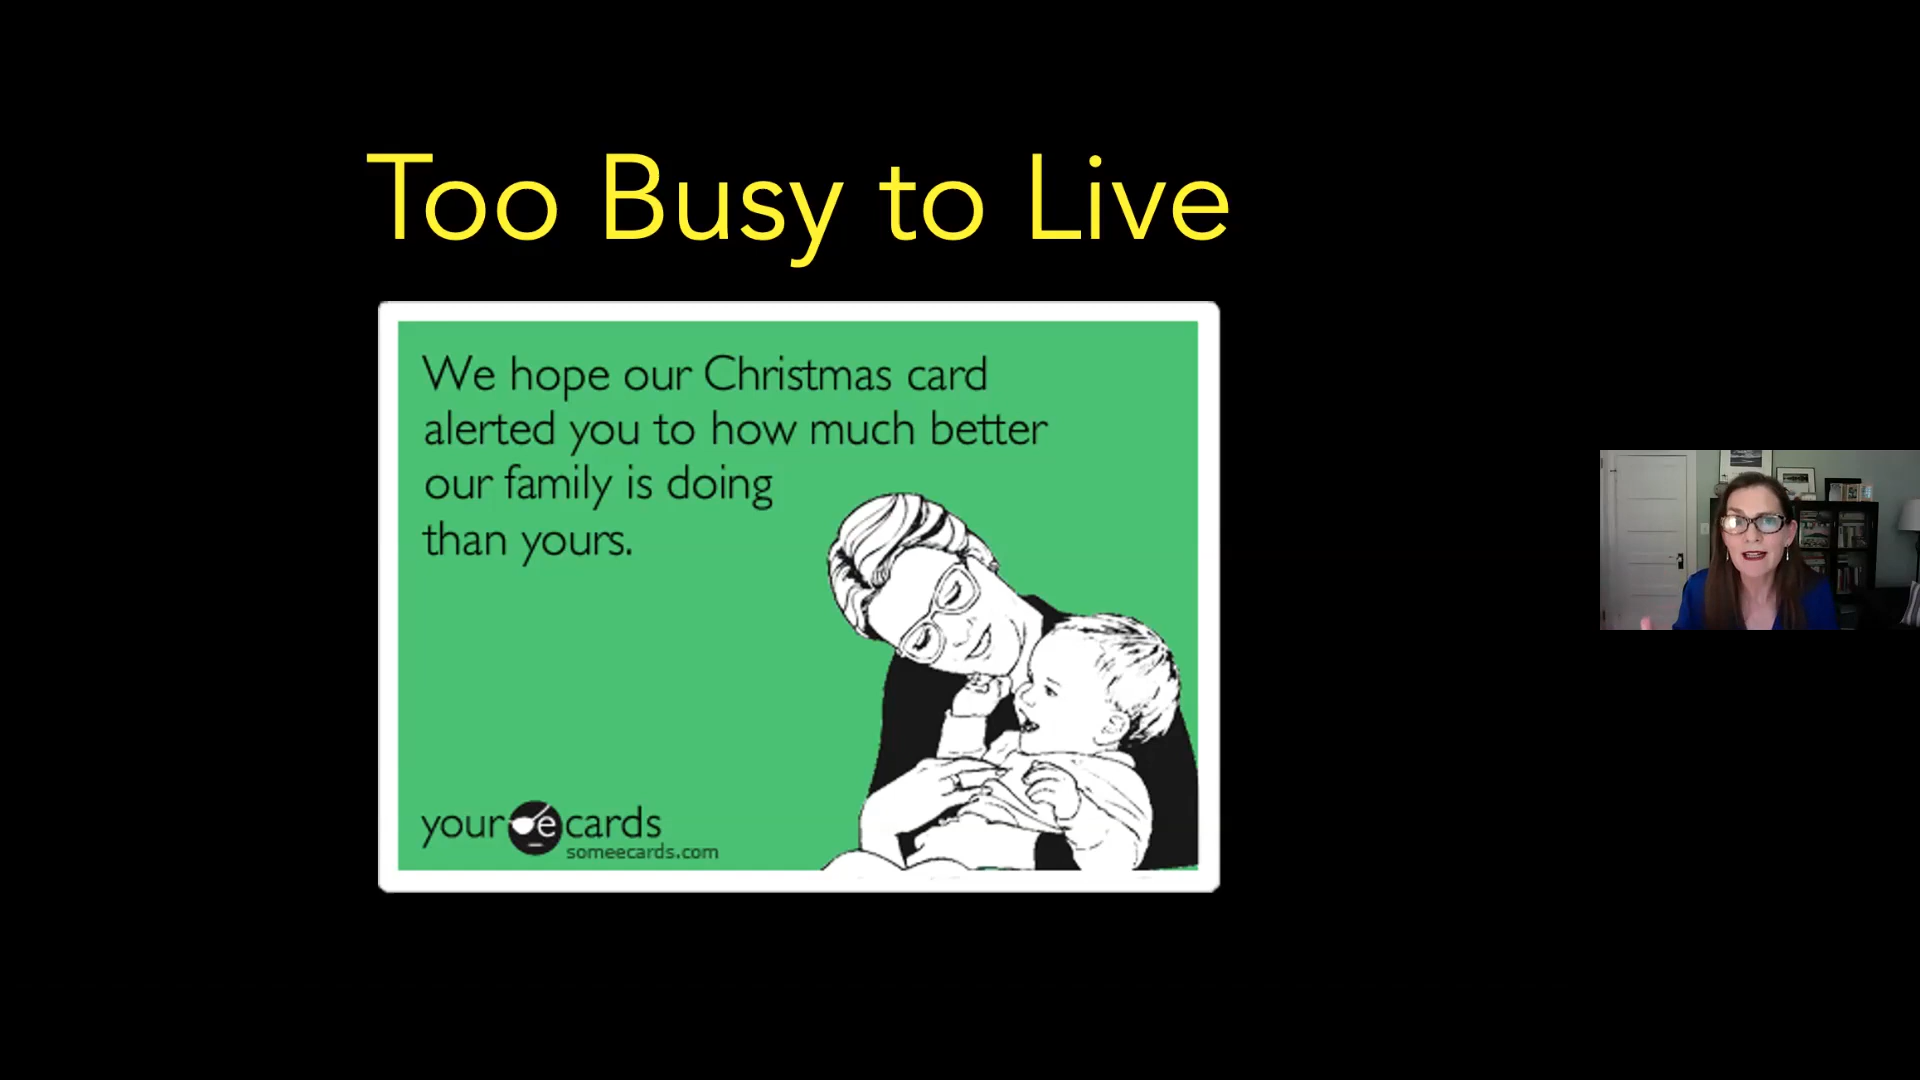 Too Busy to Live
We hope our Christmas card
alerted you to how much better
our family is doing
than yours.
your e cards
someecards.com